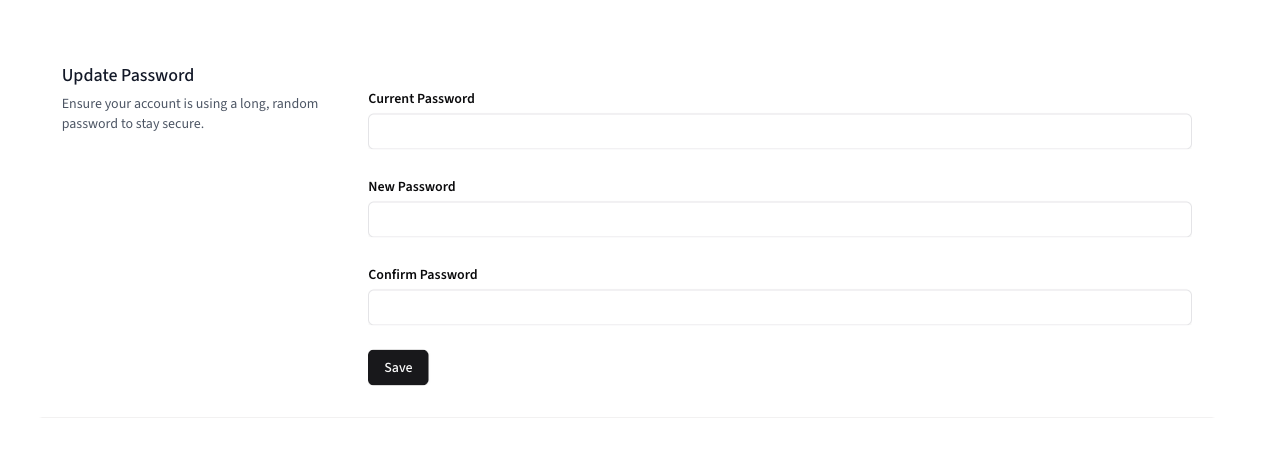 Update Password
Ensure your account is using a long, random
password to stay secure.
Current Password
New Password
Confirm Password
Save